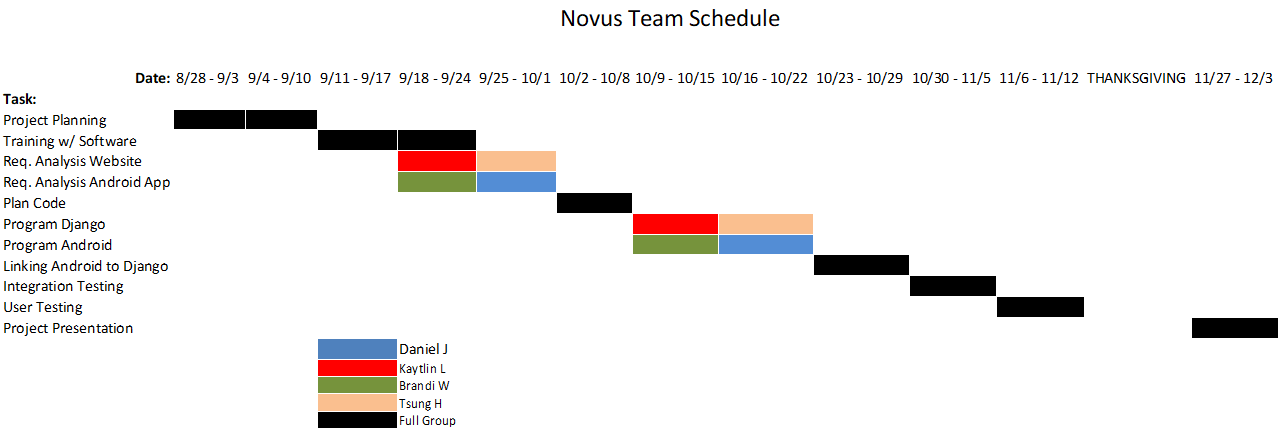 Novus Team Schedule
Date: 8/28 - 9/3 9/4 - 9/10 9/11 - 9/17 9/18 - 9/24 9/25 - 10/1 10/2 - 10/8 10/9 - 10/15 10/16 - 10/22 10/23 - 10/29 10/30 - 11/5 11/6 - 11/12 THANKSGIVING 11/27 - 12/3
Task:
Project Planning
Training w/ Software
Req. Analysis Website
Req. Analysis Android App
Plan Code
Program Django
Program Android
Linking Android to Django
Integration Testing
User Testing
Project Presentation
Daniel J
Kaytlin L
Brandi W
Tsung H
Full Group